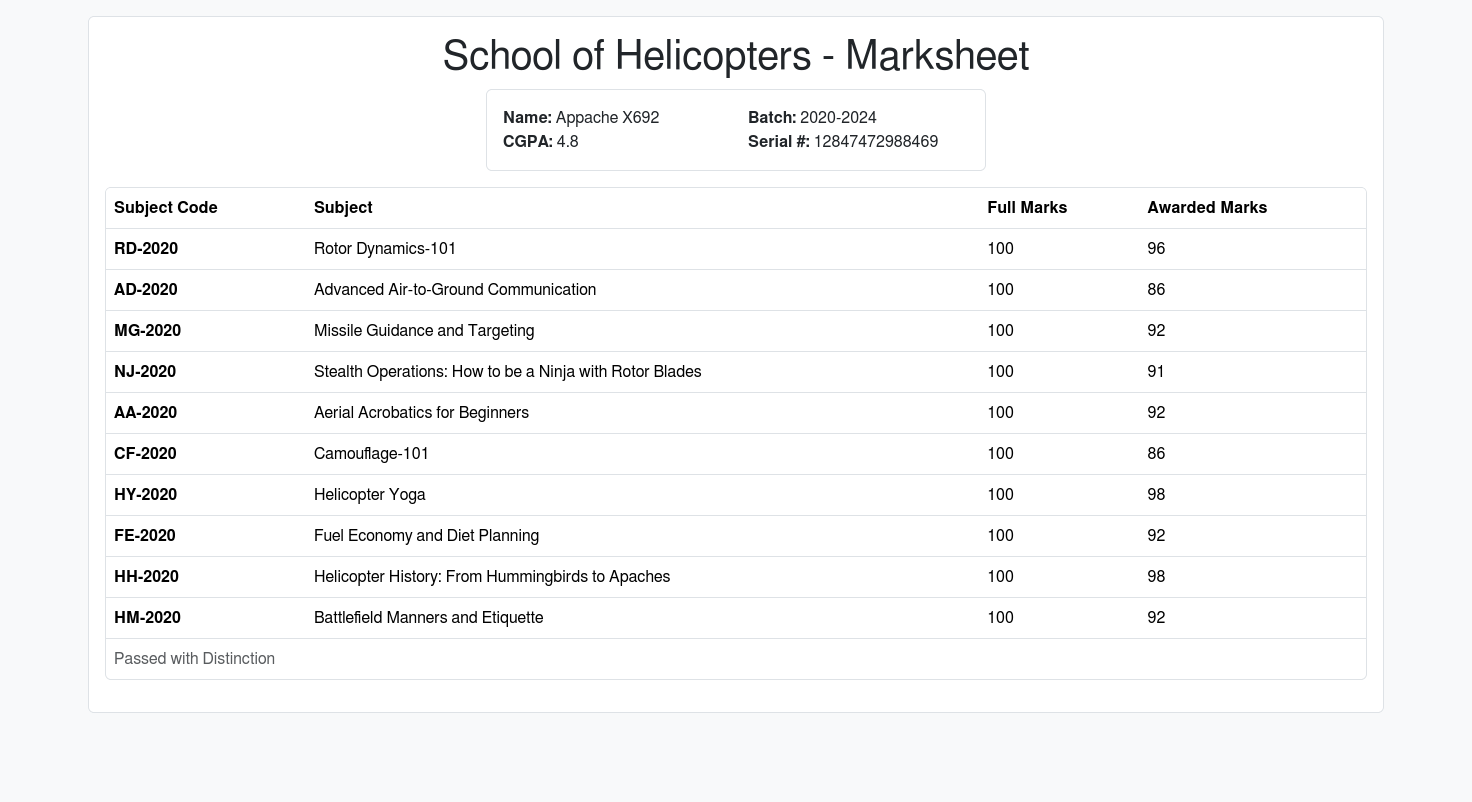 School of Helicopters - Marksheet
Name: Appache X692 Batch: 2020-2024
CGPA: 4.8 Serial #: 12847472988469
Subject Code Subject Full Marks Awarded Marks
RD-2020 Rotor Dynamics-101 100 96
AD-2020 Advanced Air-to-Ground Communication 100 86
MG-2020 Missile Guidance and Targeting 100 92
NJ-2020 Stealth Operations: How to be a Ninja with Rotor Blades 100 91
AA-2020 Aerial Acrobatics for Beginners 100 92
CF-2020 Camouflage-101 100 86
HY-2020 Helicopter Yoga 100 98
FE-2020 Fuel Economy and Diet Planning 100 92
HH-2020 Helicopter History: From Hummingbirds to Apaches 100 98
HM-2020 Battlefield Manners and Etiquette 100 92
Passed with Distinction